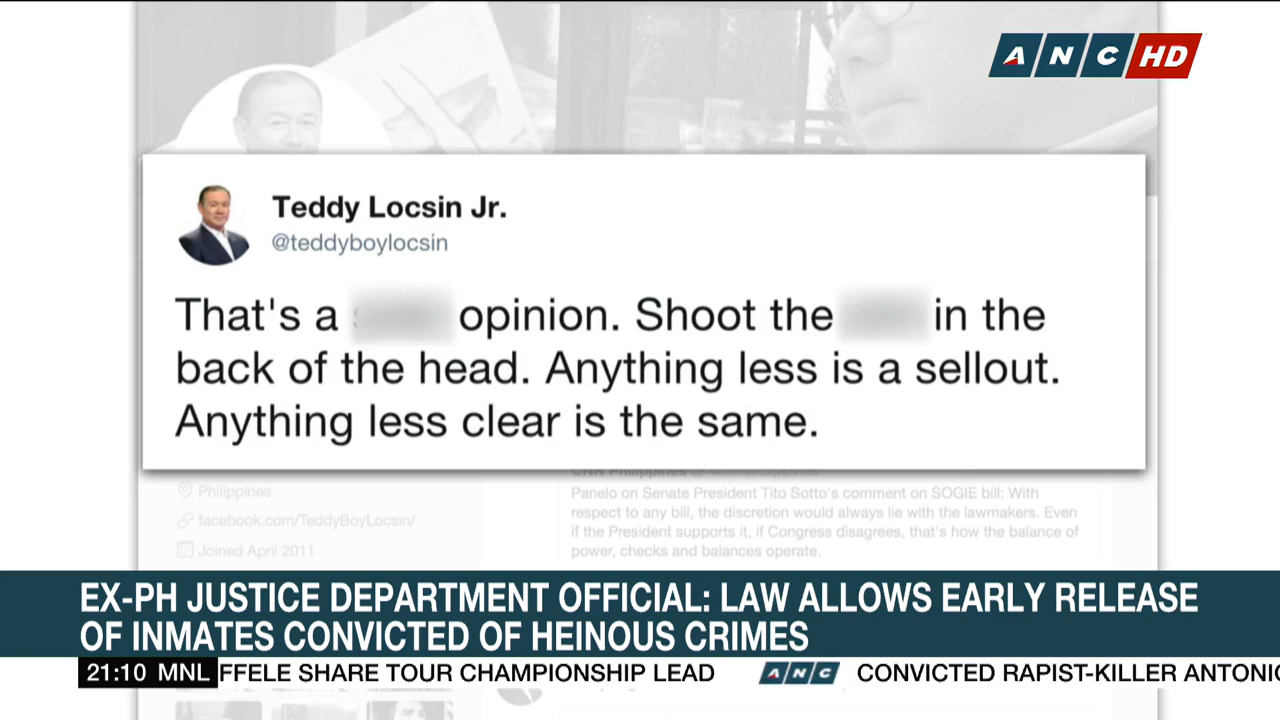 ANC HD
Teddy Locsin Jr.
@teddyboylocsin
That's a opinion. Shoot the in the
back of the head. Anything less is a sellout.
Anything less clear is the same.
Philippines
facebook.com/TeddyBoyLocsin/
Joined April 2011
Panelo on Senate President Tito Sotto's comment on SOGIE bill: With
respect to any bill, the discretion would always lie with the lawmakers. Even
if the President supports it, if Congress disagrees, that's how the balance of
power, checks and balances operate.
EX-PH JUSTICE DEPARTMENT OFFICIAL: LAW ALLOWS EARLY RELEASE
OF INMATES CONVICTED OF HEINOUS CRIMES
21:10 MNL FFELE SHARE TOUR CHAMPIONSHIP LEAD ANC CONVICTED RAPIST-KILLER ANTONIO